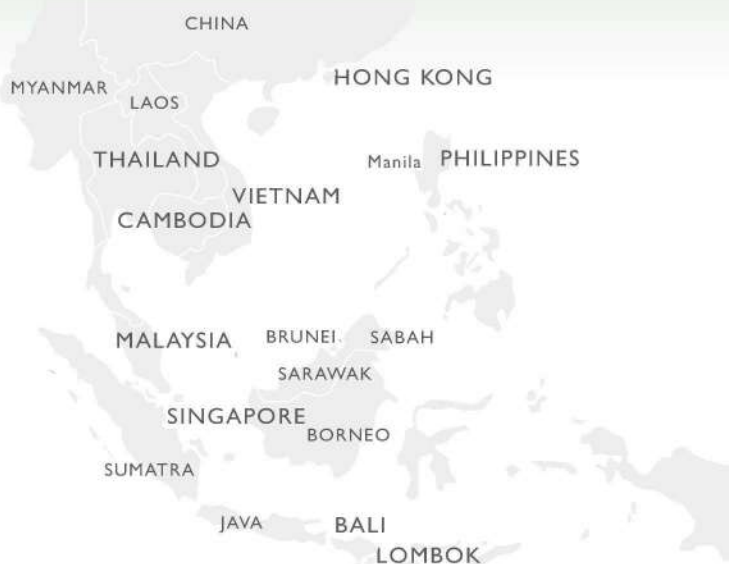 CHINA
HONG KONG
MYANMAR
LAOS
THAILAND
Manila PHILIPPINES
VIETNAM
CAMBODIA
MALAYSIA
BRUNEI
SABAH
SARAWAK
SINGAPORE
BORNEO
SUMATRA
JAVA
BALI
LOMBOK